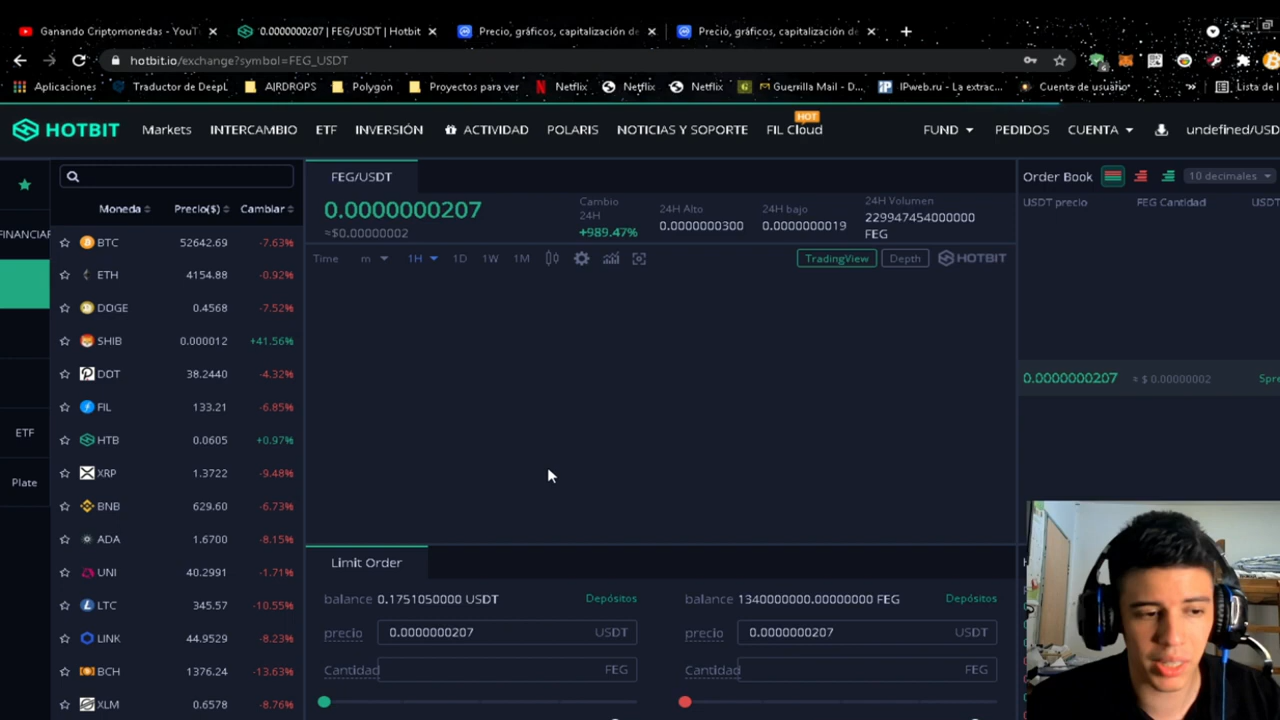 Ganando Criptomonedas - YouT
0.0000000207 | FEG/USDT | Hotbit
Precio, gráficos, capitalización de
Precio, gráficos, capitalización de
hotbit.io/exchange?symbol=FEG_USDT
Aplicaciones
Traductor de DeepL
AIRDROPS
Polygon
Proyectos para ver
Netflix
Netflix
Netflix
Guerrilla Mail - D...
IPweb.ru - La extrac...
Cuenta de usuario
Lista de l
HOTBIT
Markets
INTERCAMBIO
ETF
INVERSIÓN
ACTIVIDAD
POLARIS
NOTICIAS Y SOPORTE
HOT
FIL Cloud
FUND
PEDIDOS
CUENTA
undefined/USD
FINANCIAR
ETF
Plate
Moneda Precio($) Cambiar
BTC 52642.69 -7.63%
ETH 4154.88 -0.92%
DOGE 0.4568 -7.52%
SHIB 0.000012 +41.56%
DOT 38.2440 -4.32%
FIL 133.21 -6.85%
HTB 0.0605 +0.97%
XRP 1.3722 -9.48%
BNB 629.60 -6.73%
ADA 1.6700 -8.15%
UNI 40.2991 -1.71%
LTC 345.57 -10.55%
LINK 44.9529 -8.23%
BCH 1376.24 -13.63%
XLM 0.6578 -8.76%
FEG/USDT
0.0000000207
≈$0.00000002
Cambio
24H
+989.47%
24H Alto
0.0000000300
24H bajo
0.0000000019
24H Volumen
229947454000000
FEG
Time m 1H 1D 1W 1M
TradingView
Depth
HOTBIT
Order Book
10 decimales
USDT precio FEG Cantidad USDT
0.0000000207 ≈ $ 0.00000002 Spre
Limit Order
balance 0.1751050000 USDT Depósitos
precio 0.0000000207 USDT
Cantidad FEG
balance 1340000000.00000000 FEG Depósitos
precio 0.0000000207 USDT
Cantidad FEG